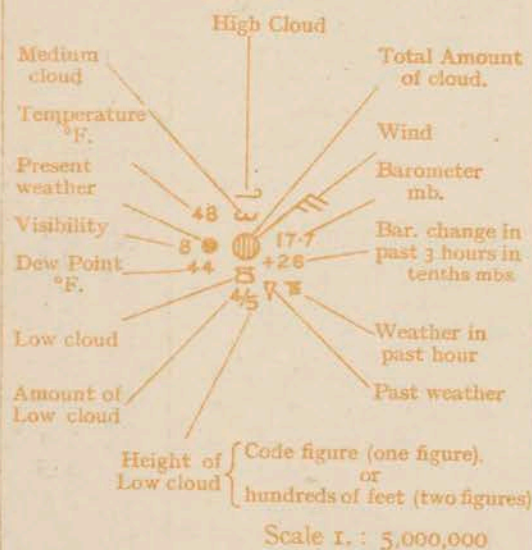 High Cloud
Medium
cloud
Total Amount
of cloud.
Temperature
°F.
Wind
Present
weather
Barometer
mb.
48
Visibility
8
17·7
Bar. change in
past 3 hours in
tenths mbs.
+26
Dew Point
°F.
44
4/5
Low cloud
Weather in
past hour
Amount of
Low cloud
Past weather
Height of
Low cloud
Code figure (one figure).
or
hundreds of feet (two figures)
Scale 1. : 5,000,000